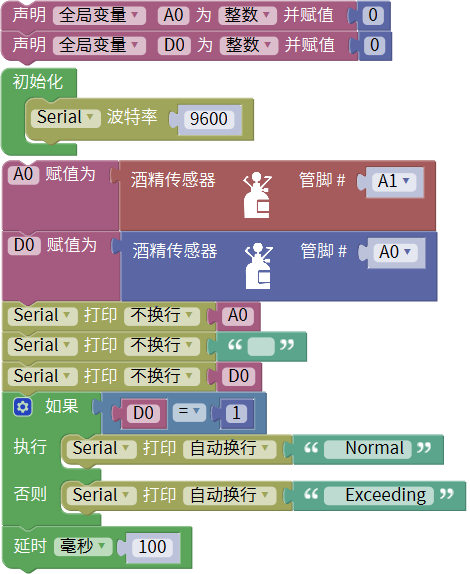 声明 全局变量 A0 为 整数 并赋值 0
声明 全局变量 D0 为 整数 并赋值 0
初始化
Serial 波特率 9600
A0 赋值为 酒精传感器 管脚 # A1
D0 赋值为 酒精传感器 管脚 # A0
Serial 打印 不换行 A0
Serial 打印 不换行 “ ”
Serial 打印 不换行 D0
如果 D0 = 1
执行 Serial 打印 自动换行 “ Normal ”
否则 Serial 打印 自动换行 “ Exceeding ”
延时 毫秒 100